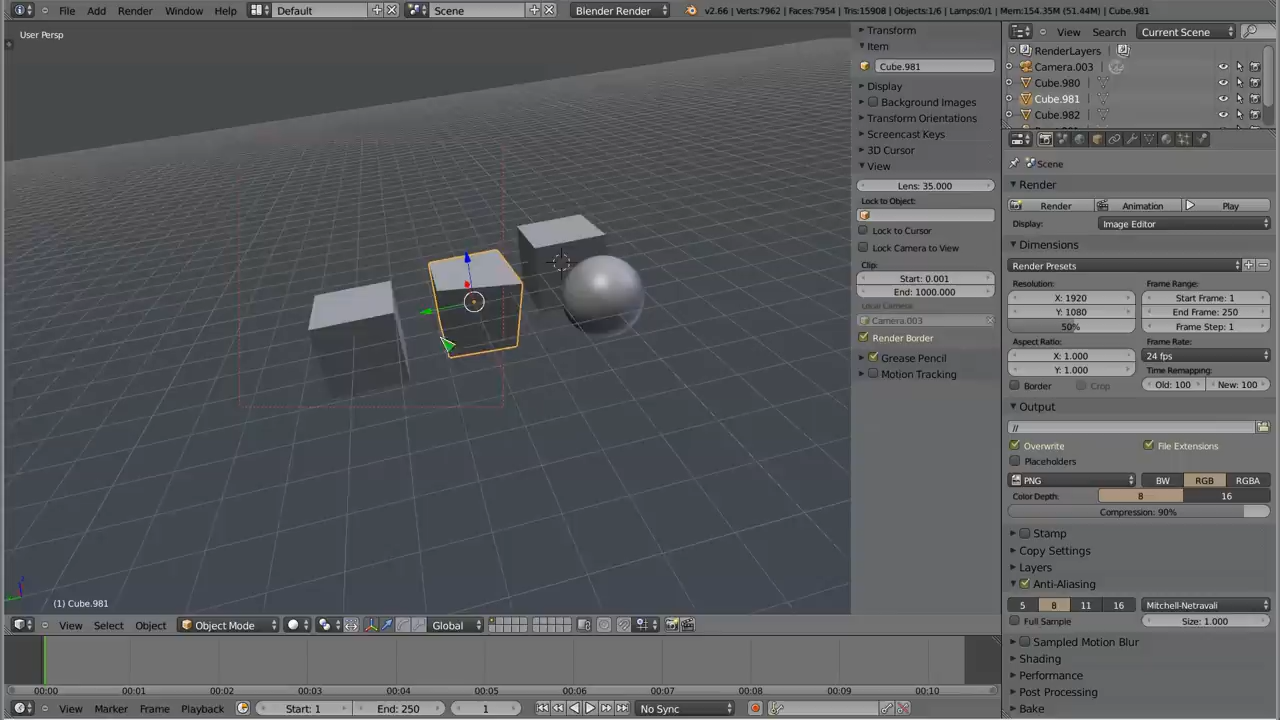 File Add Render Window Help Default Scene Blender Render v2.66 | Verts:7962 | Faces:7954 | Tris:15908 | Objects:1/6 | Lamps:0/1 | Mem:154.35M (51.44M) | Cube.981
User Persp
(1) Cube.981
View Select Object Object Mode Global
Transform
Item
Cube.981
Display
Background Images
Transform Orientations
Screencast Keys
3D Cursor
View
Lens: 35.000
Lock to Object:
Lock to Cursor
Lock Camera to View
Clip:
Start: 0.001
End: 1000.000
Local Camera:
Camera.003
Render Border
Grease Pencil
Motion Tracking
View Search Current Scene
RenderLayers
Camera.003
Cube.980
Cube.981
Cube.982
Scene
Render
Render Animation Play
Display: Image Editor
Dimensions
Render Presets
Resolution: Frame Range:
X: 1920 Start Frame: 1
Y: 1080 End Frame: 250
50% Frame Step: 1
Aspect Ratio: Frame Rate:
X: 1.000 24 fps
Y: 1.000 Time Remapping:
Border Crop Old: 100 New: 100
Output
//
Overwrite File Extensions
Placeholders
PNG BW RGB RGBA
Color Depth: 8 16
Compression: 90%
Stamp
Copy Settings
Layers
Anti-Aliasing
5 8 11 16 Mitchell-Netravali
Full Sample Size: 1.000
Sampled Motion Blur
Shading
Performance
Post Processing
Bake
00:00 00:01 00:02 00:03 00:04 00:05 00:06 00:07 00:08 00:09 00:10
View Marker Frame Playback Start: 1 End: 250 1 No Sync